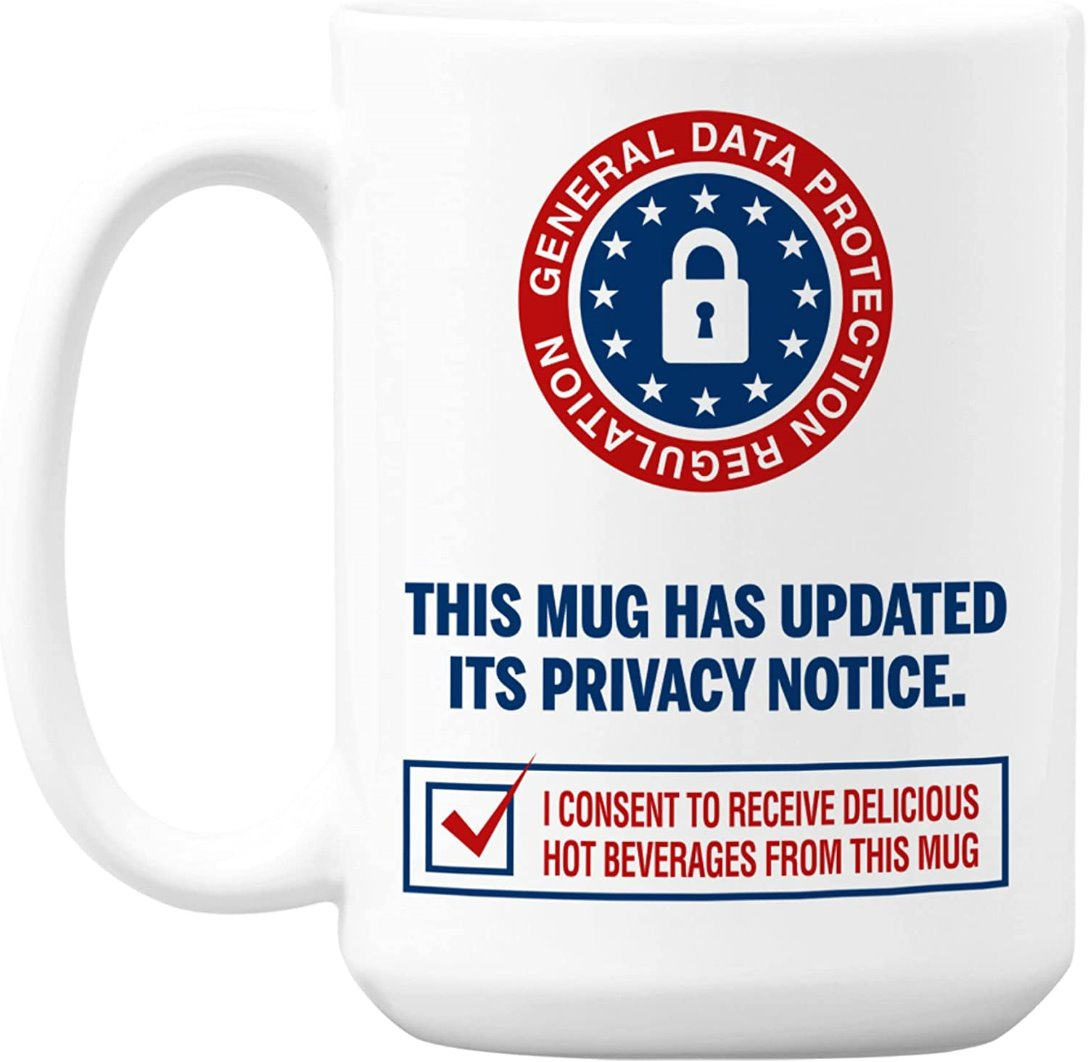 GENERAL DATA PROTECTION REGULATION
THIS MUG HAS UPDATED
ITS PRIVACY NOTICE.
I CONSENT TO RECEIVE DELICIOUS
HOT BEVERAGES FROM THIS MUG